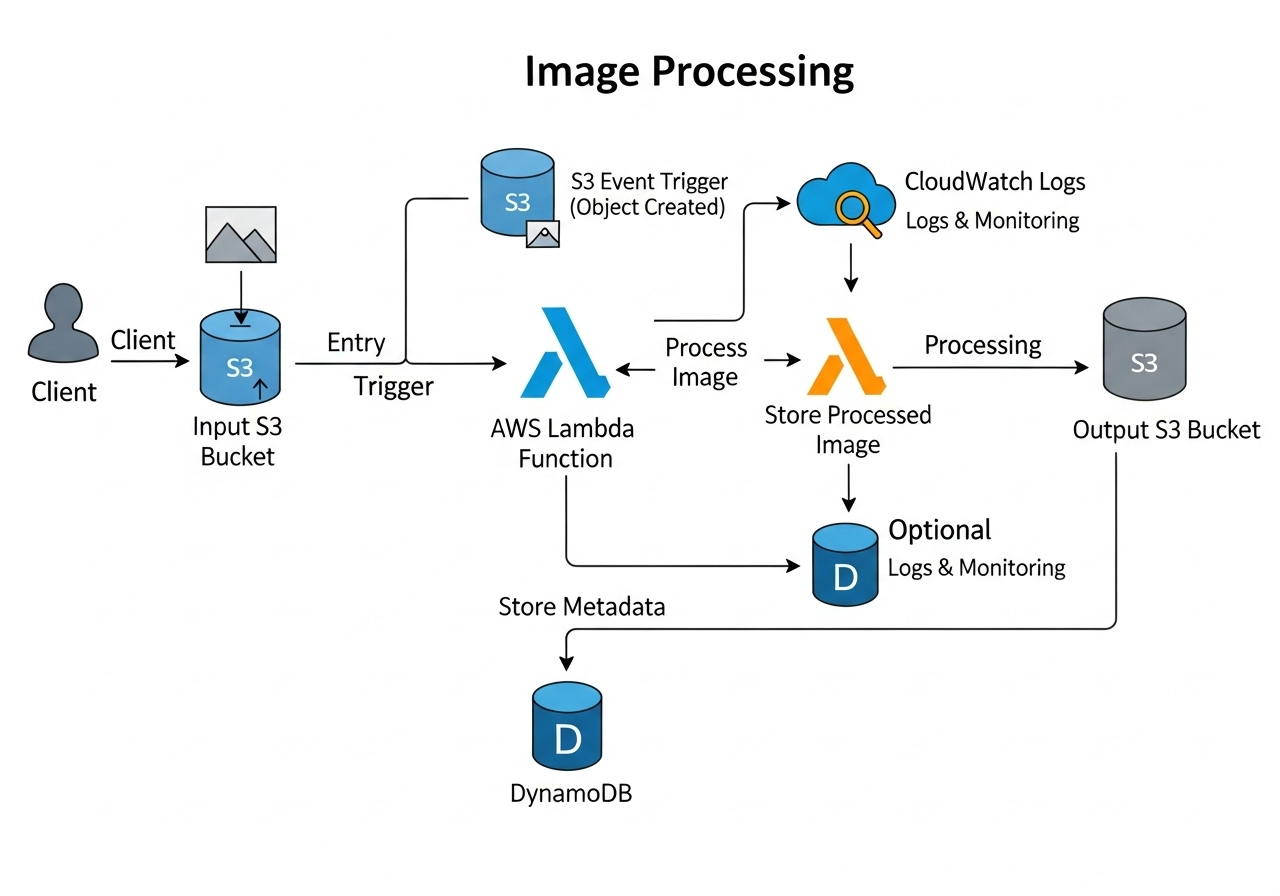 Image Processing
S3
S3 Event Trigger
(Object Created)
CloudWatch Logs
Logs & Monitoring
Client
Client
S3
Input S3
Bucket
Entry
Trigger
AWS Lambda
Function
Process
Image
Store Processed
Image
Processing
S3
Output S3 Bucket
D
Optional
Logs & Monitoring
Store Metadata
D
DynamoDB